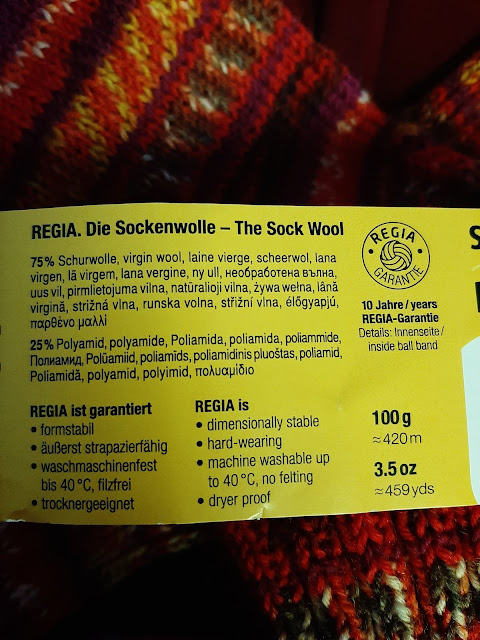 REGIA. Die Sockenwolle – The Sock Wool
75% Schurwolle, virgin wool, laine vierge, scheerwol, lana
virgen, lã virgem, lana vergine, ny ull, необработена вълна,
uus vil, pirmlietojuma vilna, natūralioji vilna, żywa wełna, lână
virgină, strižná vlna, runska volna, střižní vlna, élőgyapjú,
παρθένο μαλλί
25% Polyamid, polyamide, Poliamida, poliamida, poliammide,
Полиамид, Polüamiid, poliamīds, poliamidinis pluoštas, poliamid,
Poliamidă, polyamid, polyimid, πολυαμίδιο
REGIA ist garantiert
• formstabil
• äußerst strapazierfähig
• waschmaschinenfest
bis 40 °C, filzfrei
• trocknergeeignet
REGIA is
• dimensionally stable
• hard-wearing
• machine washable up
to 40 °C, no felting
• dryer proof
REGIA
GARANTIE
10 Jahre / years
REGIA-Garantie
Details: Innenseite /
inside ball band
100 g
≈ 420 m
3.5 oz
≈ 459 yds
S